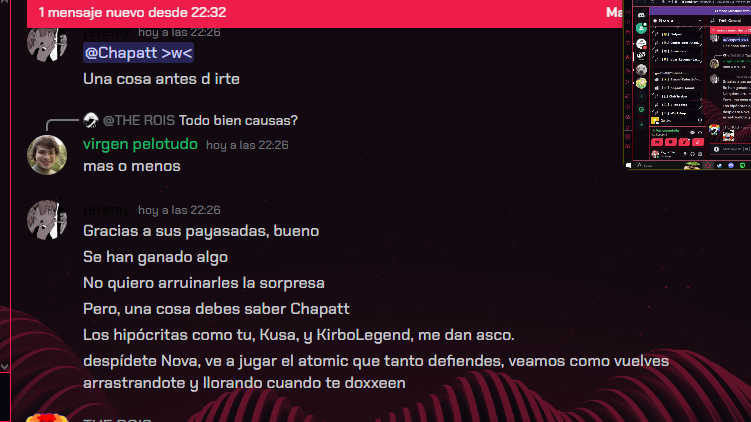 1 mensaje nuevo desde 22:32
Ma
Jeremy hoy a las 22:26
@Chapatt >w<
Una cosa antes d irte
@THE ROIS Todo bien causas?
virgen pelotudo hoy a las 22:26
mas o menos
Jeremy hoy a las 22:26
Gracias a sus payasadas, bueno
Se han ganado algo
No quiero arruinarles la sorpresa
Pero, una cosa debes saber Chapatt
Los hipócritas como tu, Kusa, y KirboLegend, me dan asco.
despídete Nova, ve a jugar el atomic que tanto defiendes, veamos como vuelves
arrastrandote y llorando cuando te doxxeen
THE ROIS